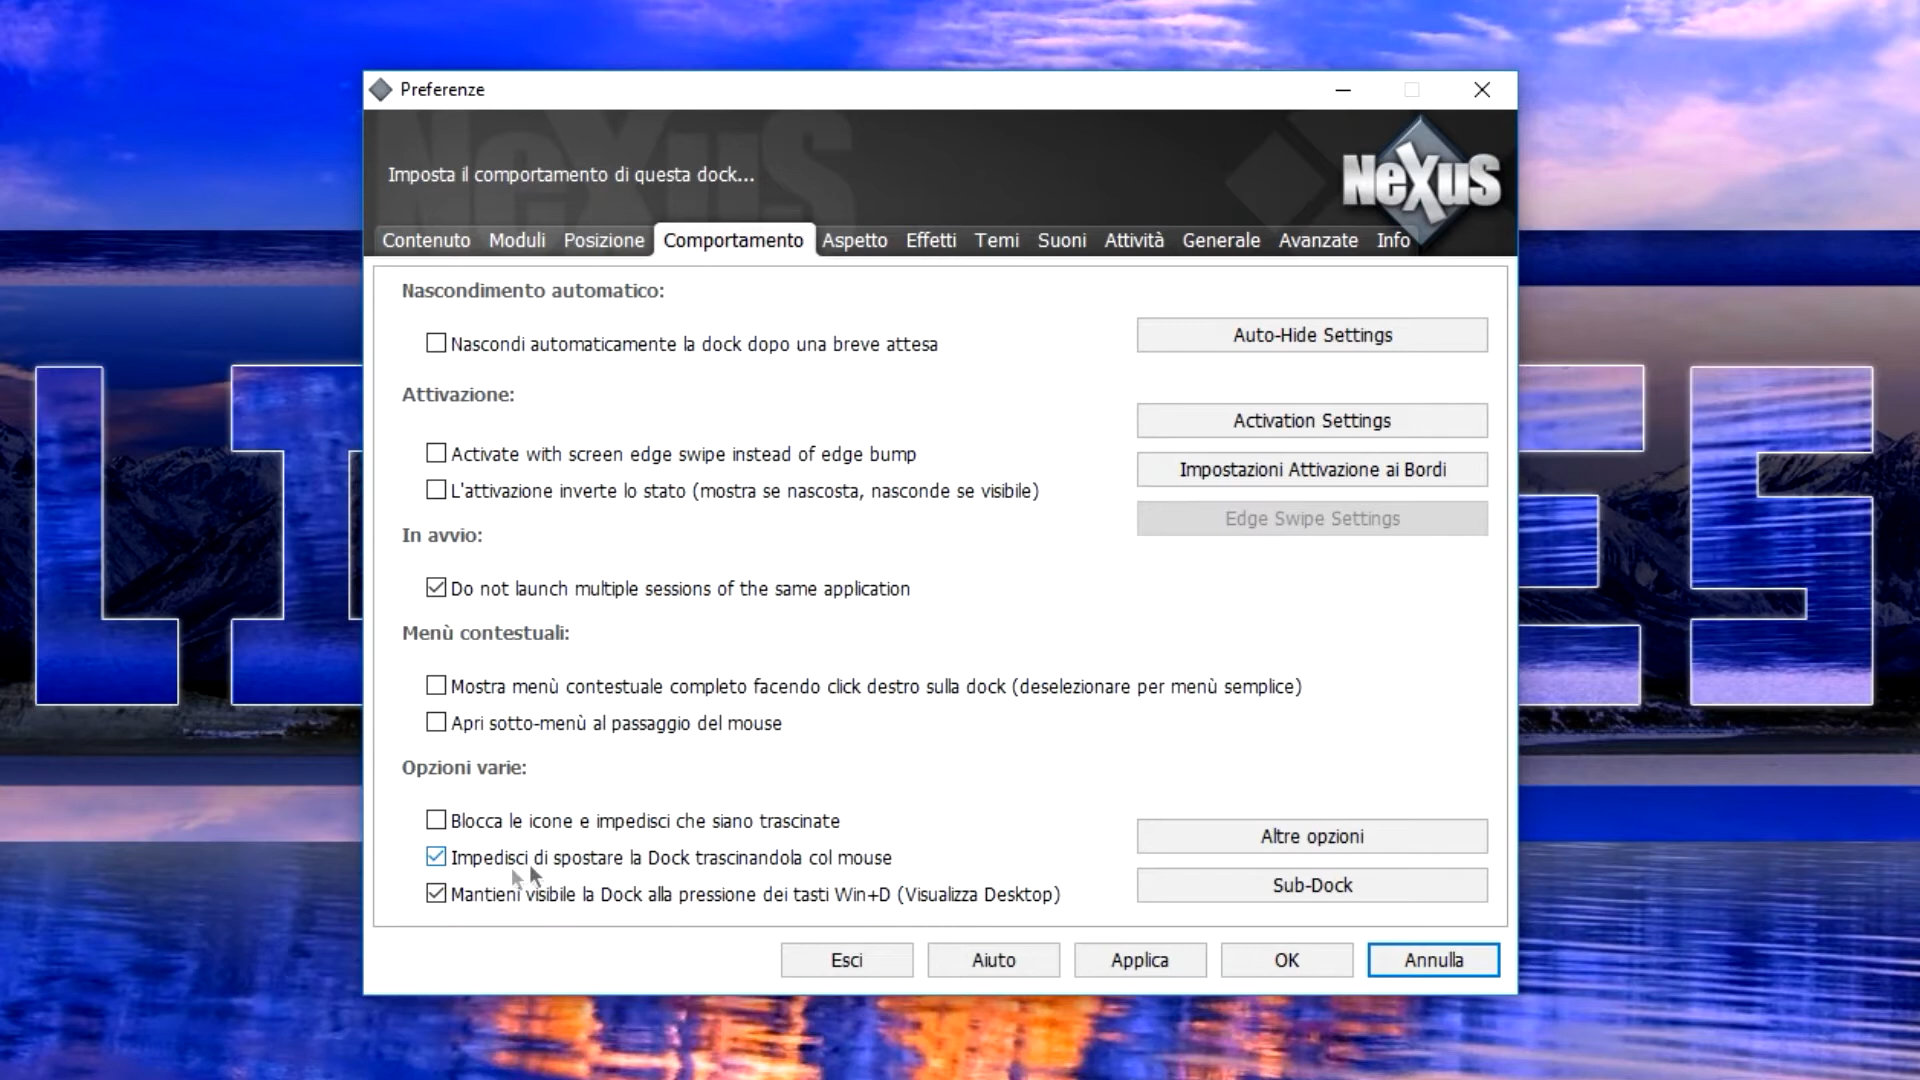 Preferenze
Imposta il comportamento di questa dock...
NeXuS
Contenuto Moduli Posizione Comportamento Aspetto Effetti Temi Suoni Attività Generale Avanzate Info
Nascondimento automatico:
Nascondi automaticamente la dock dopo una breve attesa
Auto-Hide Settings
Attivazione:
Activation Settings
Activate with screen edge swipe instead of edge bump
Impostazioni Attivazione ai Bordi
L'attivazione inverte lo stato (mostra se nascosta, nasconde se visibile)
Edge Swipe Settings
In avvio:
Do not launch multiple sessions of the same application
Menù contestuali:
Mostra menù contestuale completo facendo click destro sulla dock (deselezionare per menù semplice)
Apri sotto-menù al passaggio del mouse
Opzioni varie:
Blocca le icone e impedisci che siano trascinate
Altre opzioni
Impedisci di spostare la Dock trascinandola col mouse
Sub-Dock
Mantieni visibile la Dock alla pressione dei tasti Win+D (Visualizza Desktop)
Esci Aiuto Applica OK Annulla